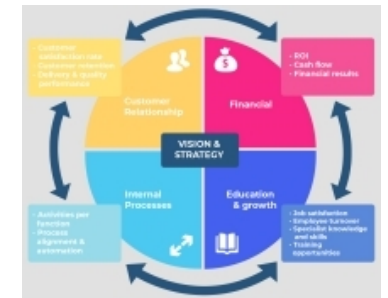 - Customer
satisfaction rate
- Customer retention
- Delivery & quality
performance
- ROI
- Cash flow
- Financial results
Customer
Relationship
Financial
VISION &
STRATEGY
Internal
Processes
Education
& growth
- Activities per
function
- Process
alignment &
automation
- Job satisfaction
- Employee turnover
- Specialist knowledge
and skills
- Training
opportunities